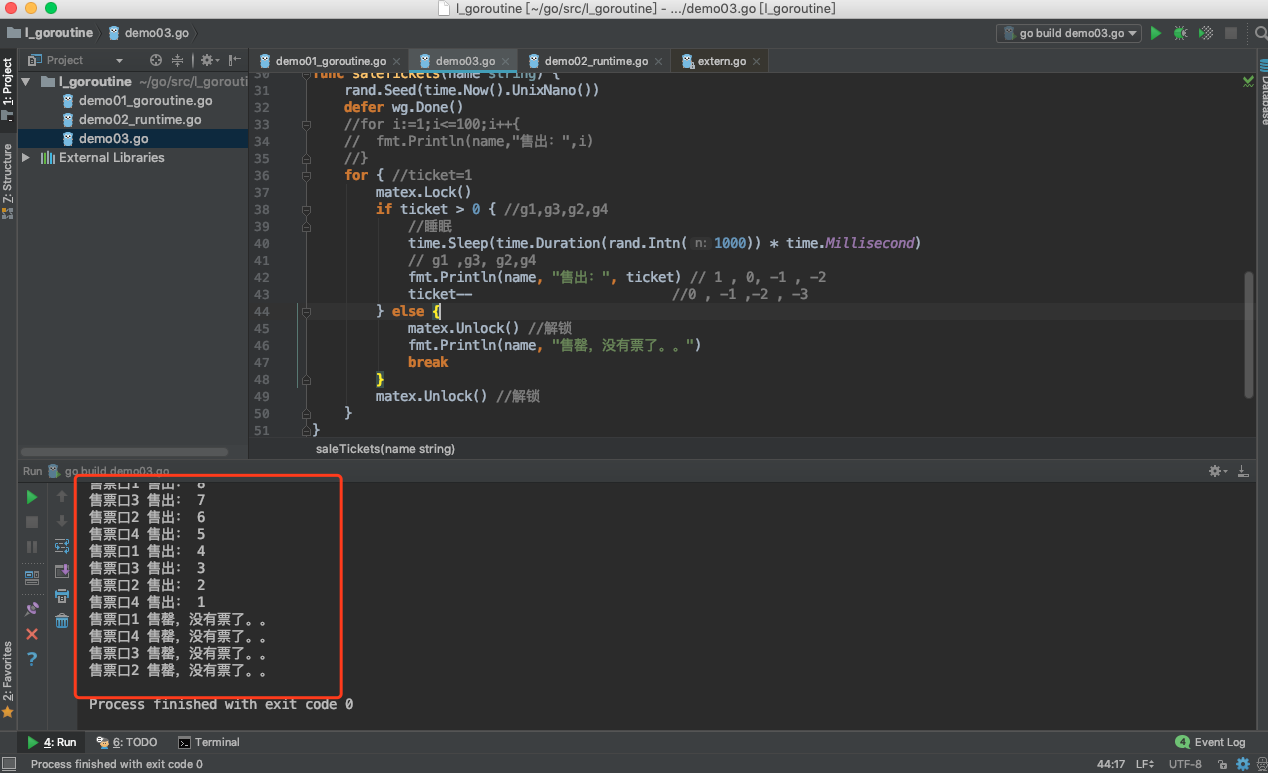 l_goroutine [~/go/src/l_goroutine] - .../demo03.go [l_goroutine]
l_goroutine demo03.go go build demo03.go
1: Project
Z: Structure
2: Favorites
Database
Project
l_goroutine ~/go/src/l_gorouti
demo01_goroutine.go
demo02_runtime.go
demo03.go
External Libraries
demo01_goroutine.go demo03.go demo02_runtime.go extern.go
30 func saleTickets(name string) {
31 rand.Seed(time.Now().UnixNano())
32 defer wg.Done()
33 //for i:=1;i<=100;i++{
34 // fmt.Println(name,"售出：",i)
35 //}
36 for { //ticket=1
37 matex.Lock()
38 if ticket > 0 { //g1,g3,g2,g4
39 //睡眠
40 time.Sleep(time.Duration(rand.Intn( n: 1000)) * time.Millisecond)
41 // g1 ,g3, g2,g4
42 fmt.Println(name, "售出：", ticket) // 1 , 0, -1 , -2
43 ticket-- //0 , -1 ,-2 , -3
44 } else {
45 matex.Unlock() //解锁
46 fmt.Println(name, "售罄，没有票了。。")
47 break
48 }
49 matex.Unlock() //解锁
50 }
51 }
saleTickets(name string)
Run go build demo03.go
售票口1 售出： 8
售票口3 售出： 7
售票口2 售出： 6
售票口4 售出： 5
售票口1 售出： 4
售票口3 售出： 3
售票口2 售出： 2
售票口4 售出： 1
售票口1 售罄，没有票了。。
售票口4 售罄，没有票了。。
售票口3 售罄，没有票了。。
售票口2 售罄，没有票了。。
Process finished with exit code 0
4: Run 6: TODO Terminal 4 Event Log
Process finished with exit code 0 44:17 LF UTF-8